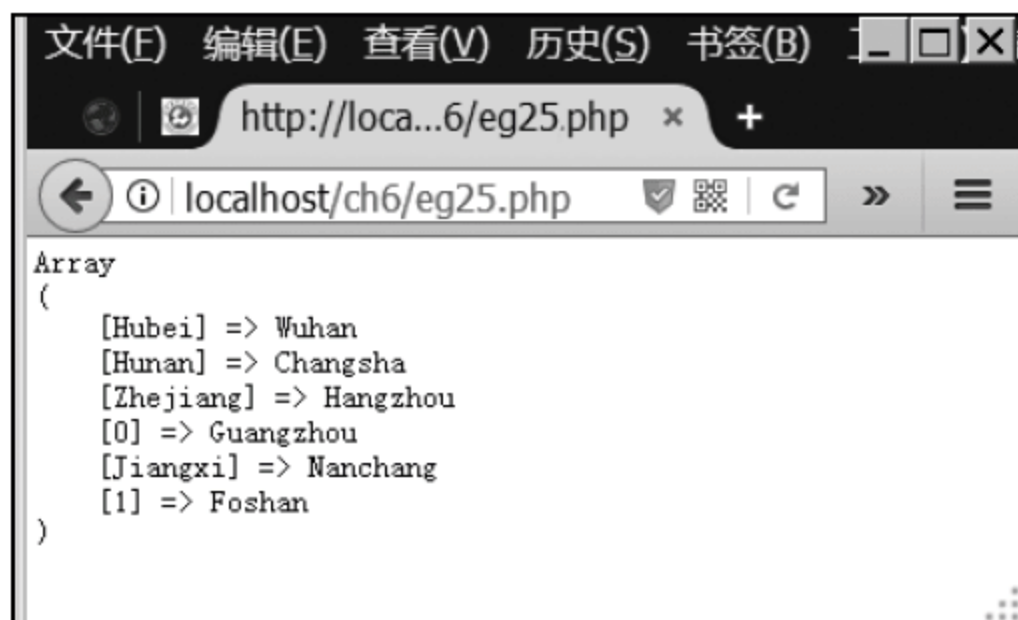 文件(F) 编辑(E) 查看(V) 历史(S) 书签(B)
http://loca...6/eg25.php
localhost/ch6/eg25.php
Array
(
[Hubei] => Wuhan
[Hunan] => Changsha
[Zhejiang] => Hangzhou
[0] => Guangzhou
[Jiangxi] => Nanchang
[1] => Foshan
)